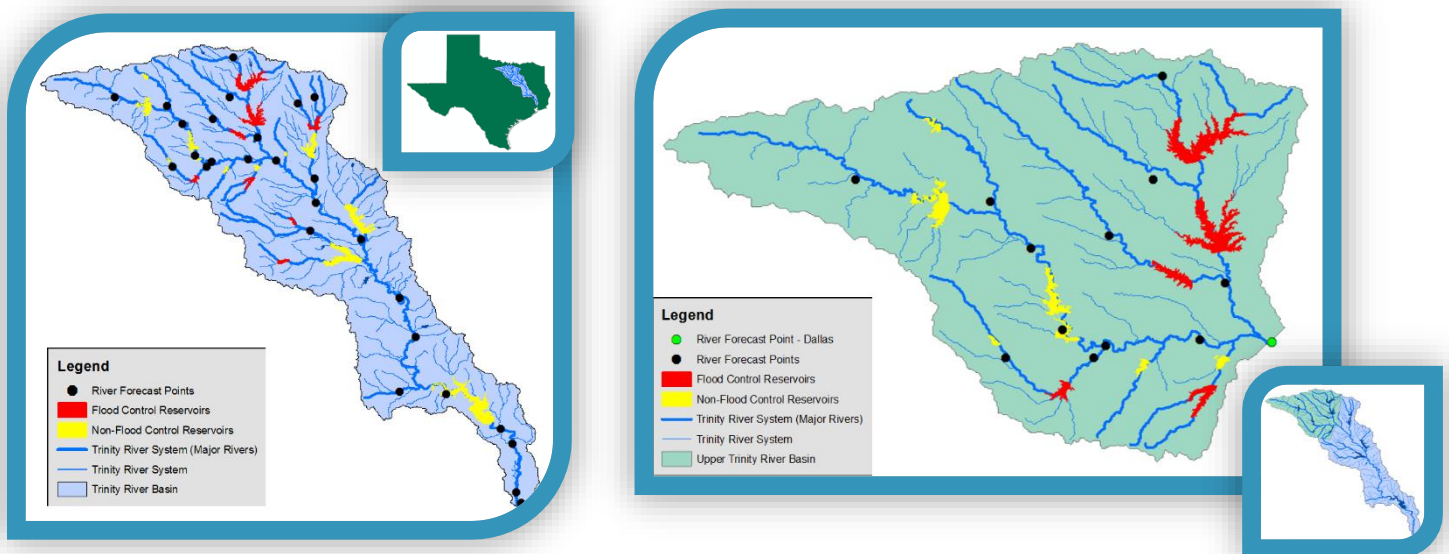 Legend
River Forecast Points
Flood Control Reservoirs
Non-Flood Control Reservoirs
Trinity River System (Major Rivers)
Trinity River System
Trinity River Basin
Legend
River Forecast Point - Dallas
River Forecast Points
Flood Control Reservoirs
Non-Flood Control Reservoirs
Trinity River System (Major Rivers)
Trinity River System
Upper Trinity River Basin